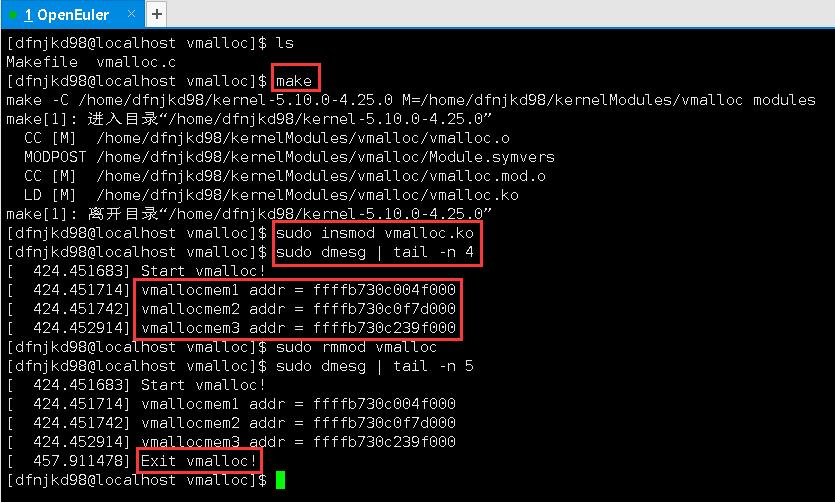 1 OpenEuler × +
[dfnjkd98@localhost vmalloc]$ ls
Makefile  vmalloc.c
[dfnjkd98@localhost vmalloc]$ make
make -C /home/dfnjkd98/kernel-5.10.0-4.25.0 M=/home/dfnjkd98/kernelModules/vmalloc modules
make[1]: 进入目录“/home/dfnjkd98/kernel-5.10.0-4.25.0”
  CC [M]  /home/dfnjkd98/kernelModules/vmalloc/vmalloc.o
  MODPOST /home/dfnjkd98/kernelModules/vmalloc/Module.symvers
  CC [M]  /home/dfnjkd98/kernelModules/vmalloc/vmalloc.mod.o
  LD [M]  /home/dfnjkd98/kernelModules/vmalloc/vmalloc.ko
make[1]: 离开目录“/home/dfnjkd98/kernel-5.10.0-4.25.0”
[dfnjkd98@localhost vmalloc]$ sudo insmod vmalloc.ko
[dfnjkd98@localhost vmalloc]$ sudo dmesg | tail -n 4
[  424.451683] Start vmalloc!
[  424.451714] vmallocmem1 addr = ffffb730c004f000
[  424.451742] vmallocmem2 addr = ffffb730c0f7d000
[  424.452914] vmallocmem3 addr = ffffb730c239f000
[dfnjkd98@localhost vmalloc]$ sudo rmmod vmalloc
[dfnjkd98@localhost vmalloc]$ sudo dmesg | tail -n 5
[  424.451683] Start vmalloc!
[  424.451714] vmallocmem1 addr = ffffb730c004f000
[  424.451742] vmallocmem2 addr = ffffb730c0f7d000
[  424.452914] vmallocmem3 addr = ffffb730c239f000
[  457.911478] Exit vmalloc!
[dfnjkd98@localhost vmalloc]$